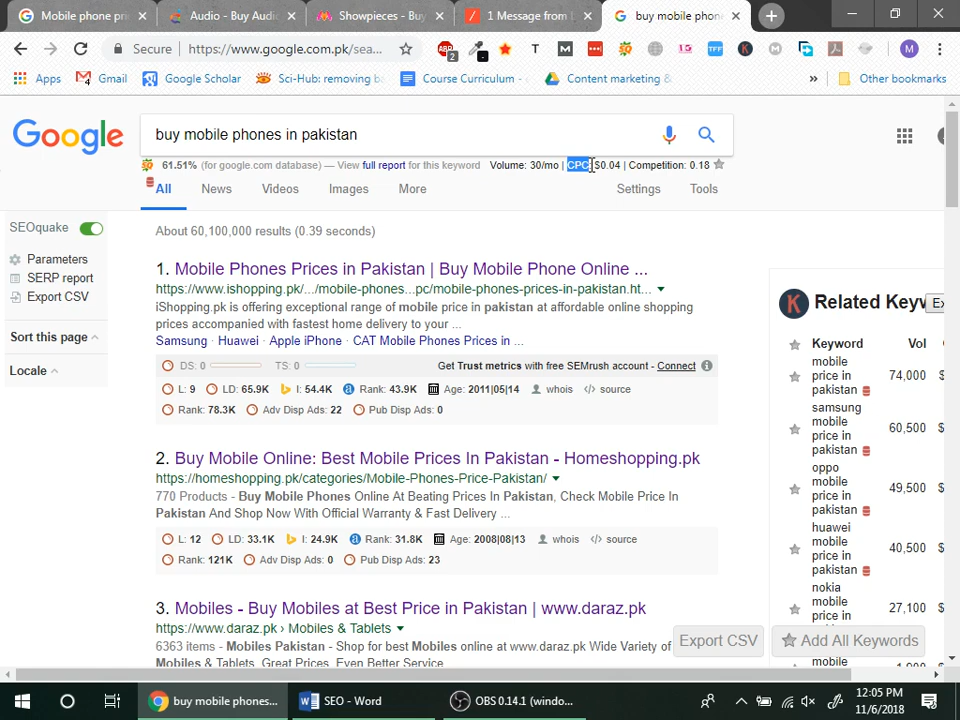 Mobile phone pri
Audio - Buy Audi
Showpieces - Buy
1 Message from L
buy mobile phon
Secure
https://www.google.com.pk/sea...
Apps
Gmail
Google Scholar
Sci-Hub: removing ba
Course Curriculum -
Content marketing &
»
Other bookmarks
Google
buy mobile phones in pakistan
61.51% (for google.com database) — View full report for this keyword Volume: 30/mo | CPC: $0.04 | Competition: 0.18
All
News
Videos
Images
More
Settings
Tools
SEOquake
Parameters
SERP report
Export CSV
Sort this page
Locale
About 60,100,000 results (0.39 seconds)
1. Mobile Phones Prices in Pakistan | Buy Mobile Phone Online ...
https://www.ishopping.pk/.../mobile-phones...pc/mobile-phones-prices-in-pakistan.ht...
iShopping.pk is offering exceptional range of mobile price in pakistan at affordable online shopping
prices accompanied with fastest home delivery to your ...
Samsung · Huawei · Apple iPhone · CAT Mobile Phones Prices in ...
DS: 0 TS: 0 Get Trust metrics with free SEMrush account - Connect
L: 9 LD: 65.9K I: 54.4K Rank: 43.9K Age: 2011|05|14 whois </> source
Rank: 78.3K Adv Disp Ads: 22 Pub Disp Ads: 0
2. Buy Mobile Online: Best Mobile Prices In Pakistan - Homeshopping.pk
https://homeshopping.pk/categories/Mobile-Phones-Price-Pakistan/
770 Products - Buy Mobile Phones Online At Beating Prices In Pakistan, Check Mobile Price In
Pakistan And Shop Now With Official Warranty & Fast Delivery ...
L: 12 LD: 33.1K I: 24.9K Rank: 31.8K Age: 2008|08|13 whois </> source
Rank: 121K Adv Disp Ads: 0 Pub Disp Ads: 23
3. Mobiles - Buy Mobiles at Best Price in Pakistan | www.daraz.pk
https://www.daraz.pk › Mobiles & Tablets
6363 items - Mobiles Pakistan - Shop for best Mobiles online at www.daraz.pk Wide Variety of
Mobiles & Tablets, Great Prices, Even Better Service
K Related Keyw
Ex
Keyword Vol
mobile
price in
pakistan
74,000 $
samsung
mobile
price in
pakistan
60,500 $
oppo
mobile
price in
pakistan
49,500 $
huawei
mobile
price in
pakistan
40,500 $
nokia
mobile
price in
27,100 $
mobile
Export CSV
Add All Keywords
buy mobile phones...
SEO - Word
OBS 0.14.1 (windo...
12:05 PM
11/6/2018